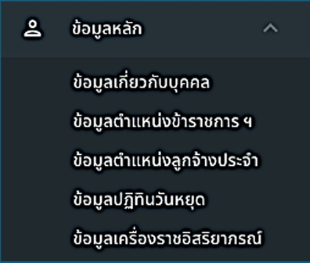 ข้อมูลหลัก
ข้อมูลเกี่ยวกับบุคคล
ข้อมูลตำแหน่งข้าราชการ ฯ
ข้อมูลตำแหน่งลูกจ้างประจำ
ข้อมูลปฏิทินวันหยุด
ข้อมูลเครื่องราชอิสริยาภรณ์